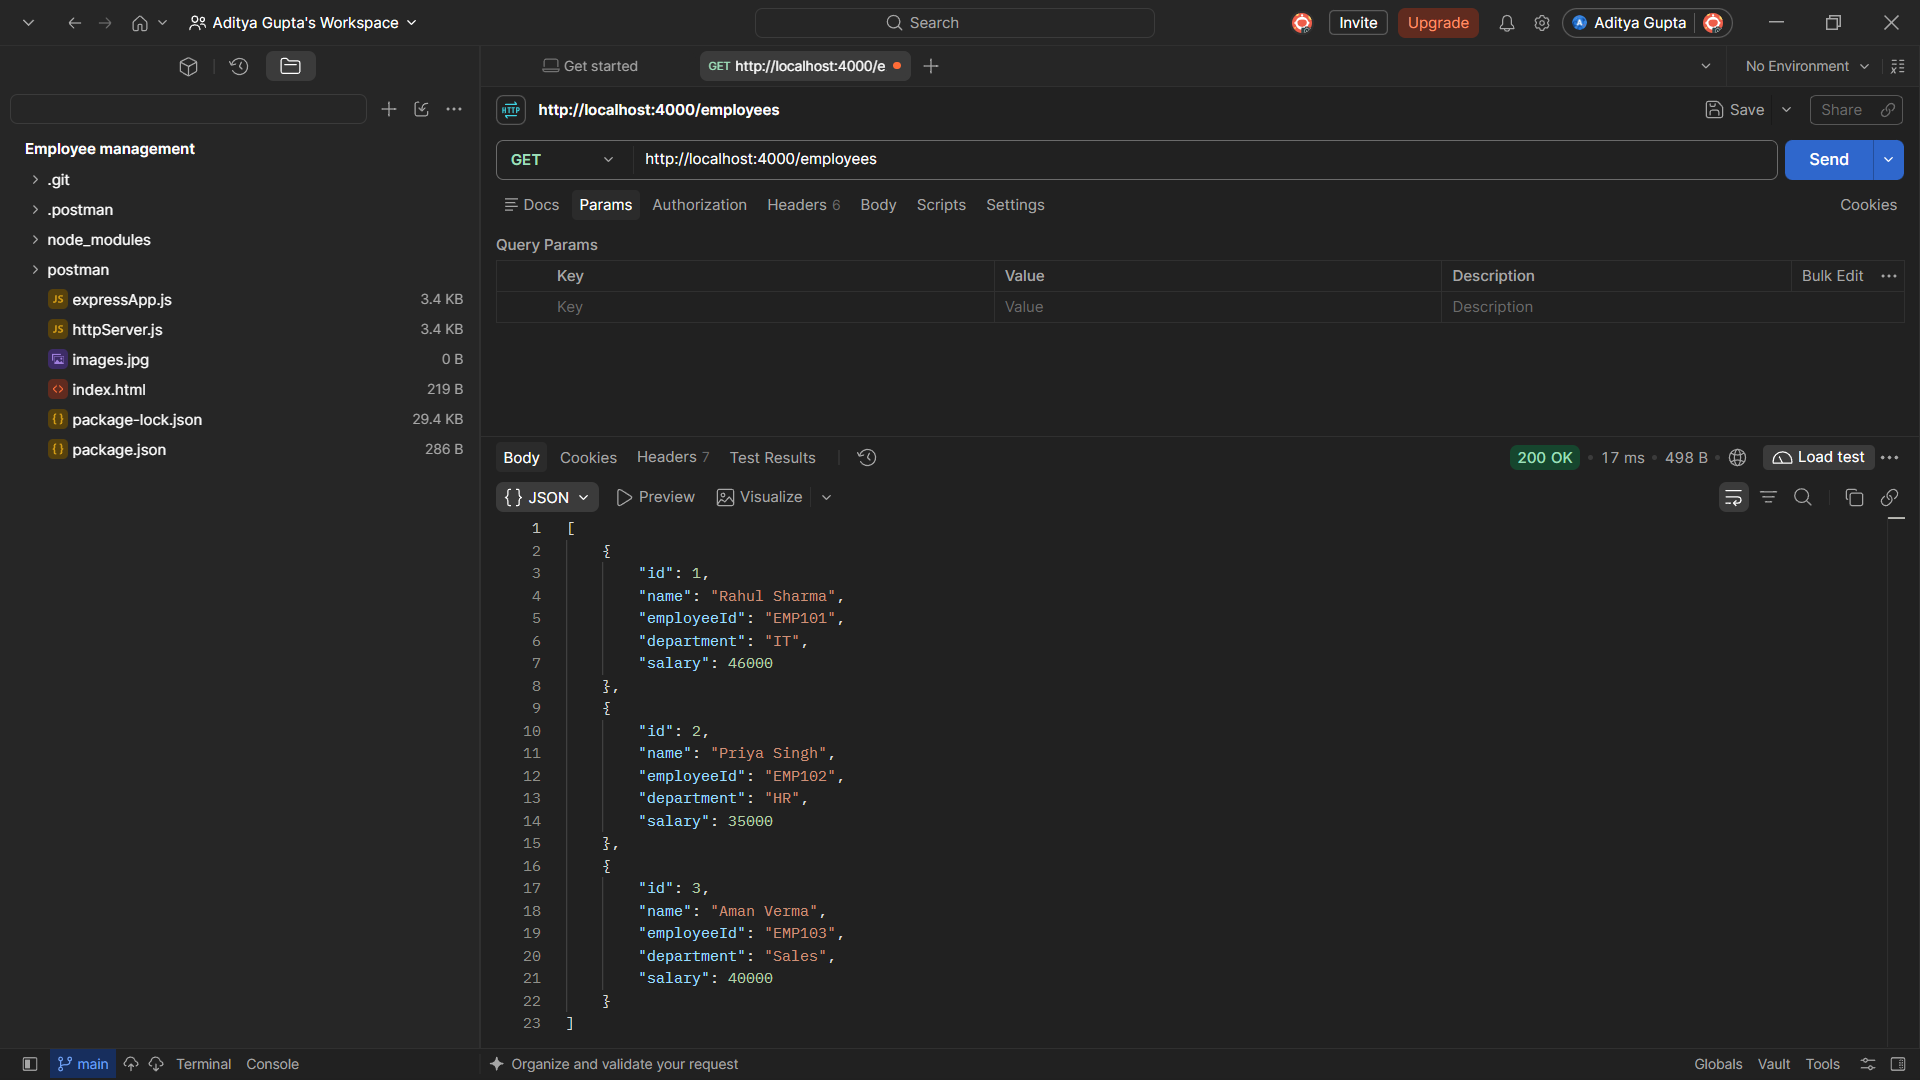 Aditya Gupta's Workspace
Search
Invite
Upgrade
Aditya Gupta
Get started
GET http://localhost:4000/e
No Environment
HTTP
http://localhost:4000/employees
Save
Share
Employee management
.git
.postman
node_modules
postman
JS expressApp.js 3.4 KB
JS httpServer.js 3.4 KB
images.jpg 0 B
index.html 219 B
package-lock.json 29.4 KB
package.json 286 B
GET http://localhost:4000/employees
Send
Docs Params Authorization Headers 6 Body Scripts Settings Cookies
Query Params
Key Value Description Bulk Edit
Key Value Description
Body Cookies Headers 7 Test Results 200 OK • 17 ms • 498 B • Load test
{} JSON Preview Visualize
1 [
2 {
3 "id": 1,
4 "name": "Rahul Sharma",
5 "employeeId": "EMP101",
6 "department": "IT",
7 "salary": 46000
8 },
9 {
10 "id": 2,
11 "name": "Priya Singh",
12 "employeeId": "EMP102",
13 "department": "HR",
14 "salary": 35000
15 },
16 {
17 "id": 3,
18 "name": "Aman Verma",
19 "employeeId": "EMP103",
20 "department": "Sales",
21 "salary": 40000
22 }
23 ]
main Terminal Console Organize and validate your request Globals Vault Tools